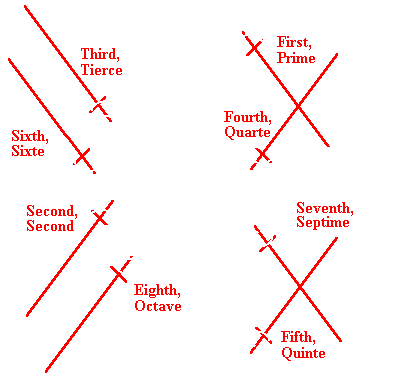 Third,
Tierce
First,
Prime
Sixth,
Sixte
Fourth,
Quarte
Second,
Second
Seventh,
Septime
Eighth,
Octave
Fifth,
Quinte